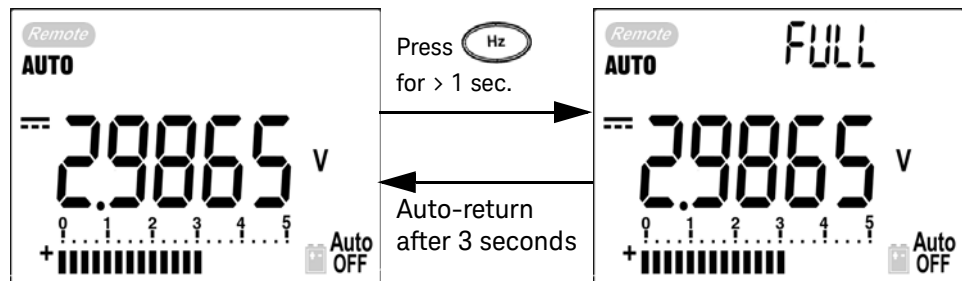 Remote
AUTO
2.9865 V
0 1 2 3 4 5
+
Auto
OFF
Press Hz
for > 1 sec.
Auto-return
after 3 seconds
Remote
AUTO FULL
2.9865 V
0 1 2 3 4 5
+
Auto
OFF